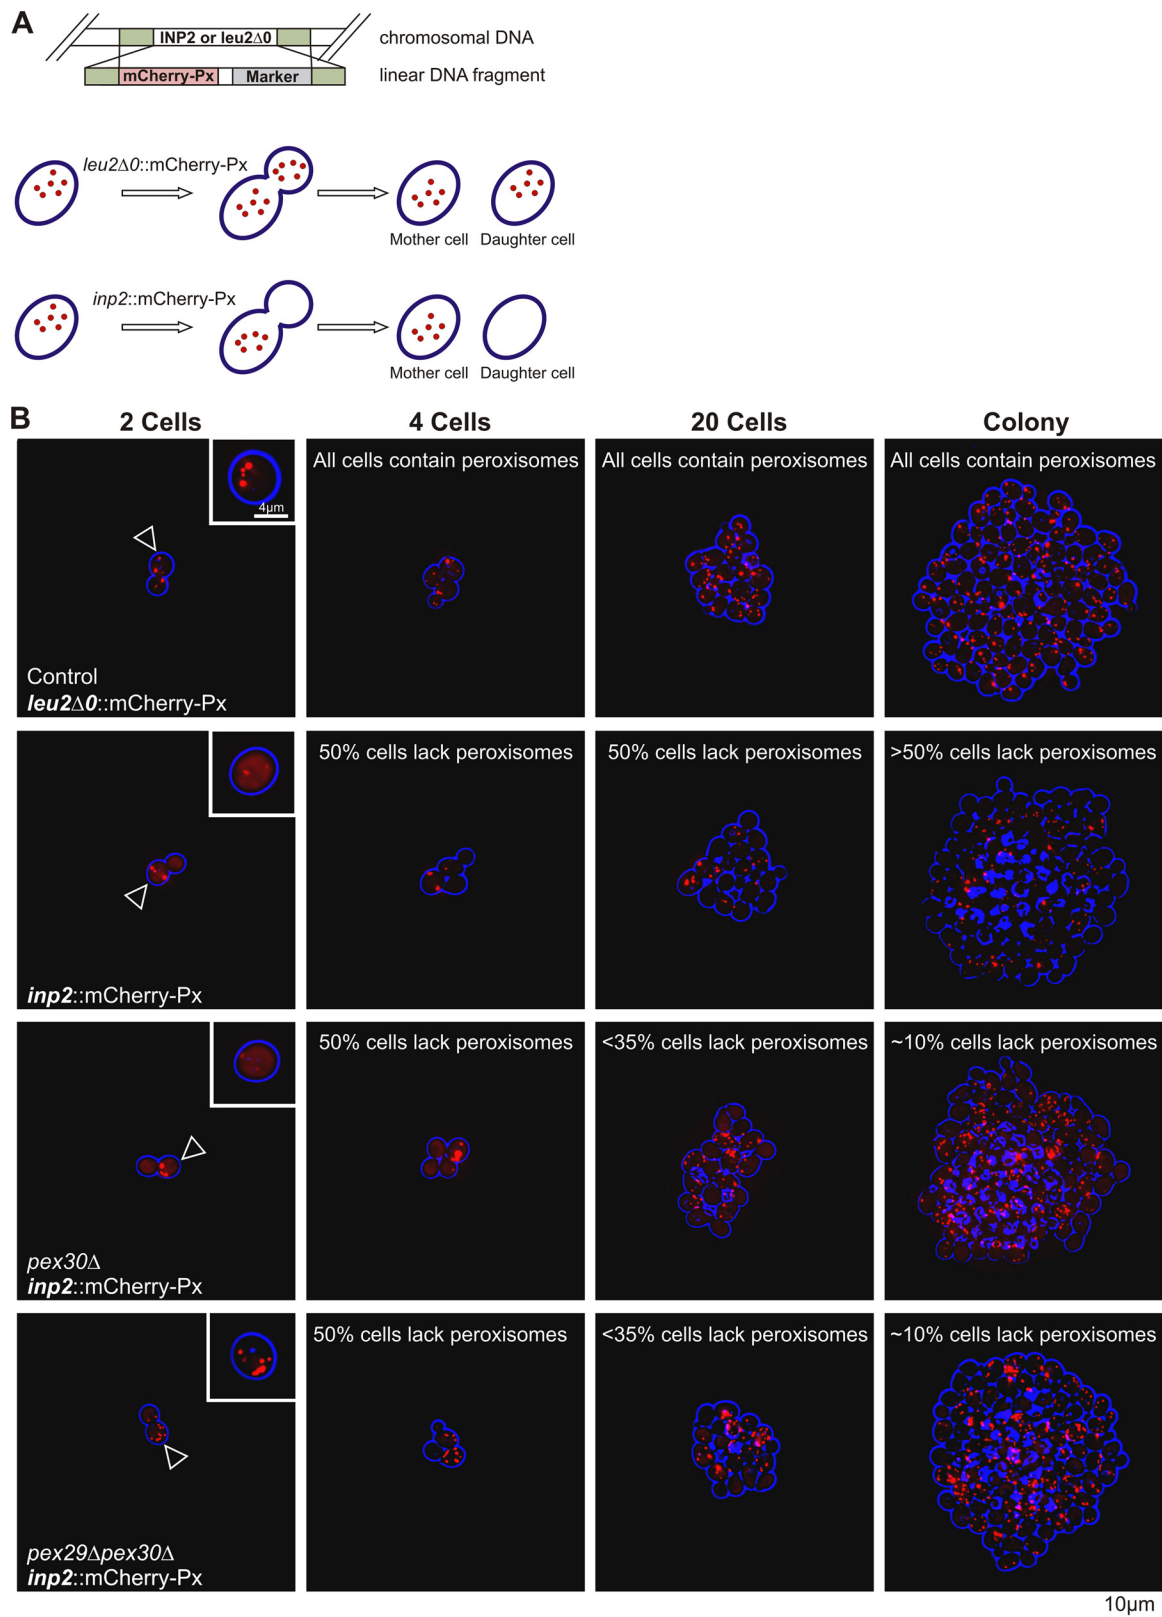 A
INP2 or leu2Δ0
chromosomal DNA
mCherry-Px
Marker
linear DNA fragment
leu2Δ0::mCherry-Px
Mother cell
Daughter cell
inp2::mCherry-Px
Mother cell
Daughter cell
B
2 Cells
4 Cells
20 Cells
Colony
4µm
All cells contain peroxisomes
All cells contain peroxisomes
All cells contain peroxisomes
Control
leu2Δ0::mCherry-Px
50% cells lack peroxisomes
50% cells lack peroxisomes
>50% cells lack peroxisomes
inp2::mCherry-Px
50% cells lack peroxisomes
<35% cells lack peroxisomes
~10% cells lack peroxisomes
pex30Δ
inp2::mCherry-Px
50% cells lack peroxisomes
<35% cells lack peroxisomes
~10% cells lack peroxisomes
pex29Δpex30Δ
inp2::mCherry-Px
10µm